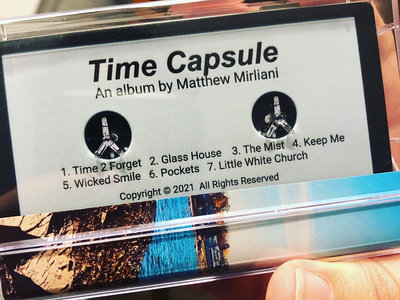 Time Capsule
An album by Matthew Mirliani
1. Time 2 Forget 2. Glass House 3. The Mist 4. Keep Me
5. Wicked Smile 6. Pockets 7. Little White Church
Copyright © 2021 All Rights Reserved